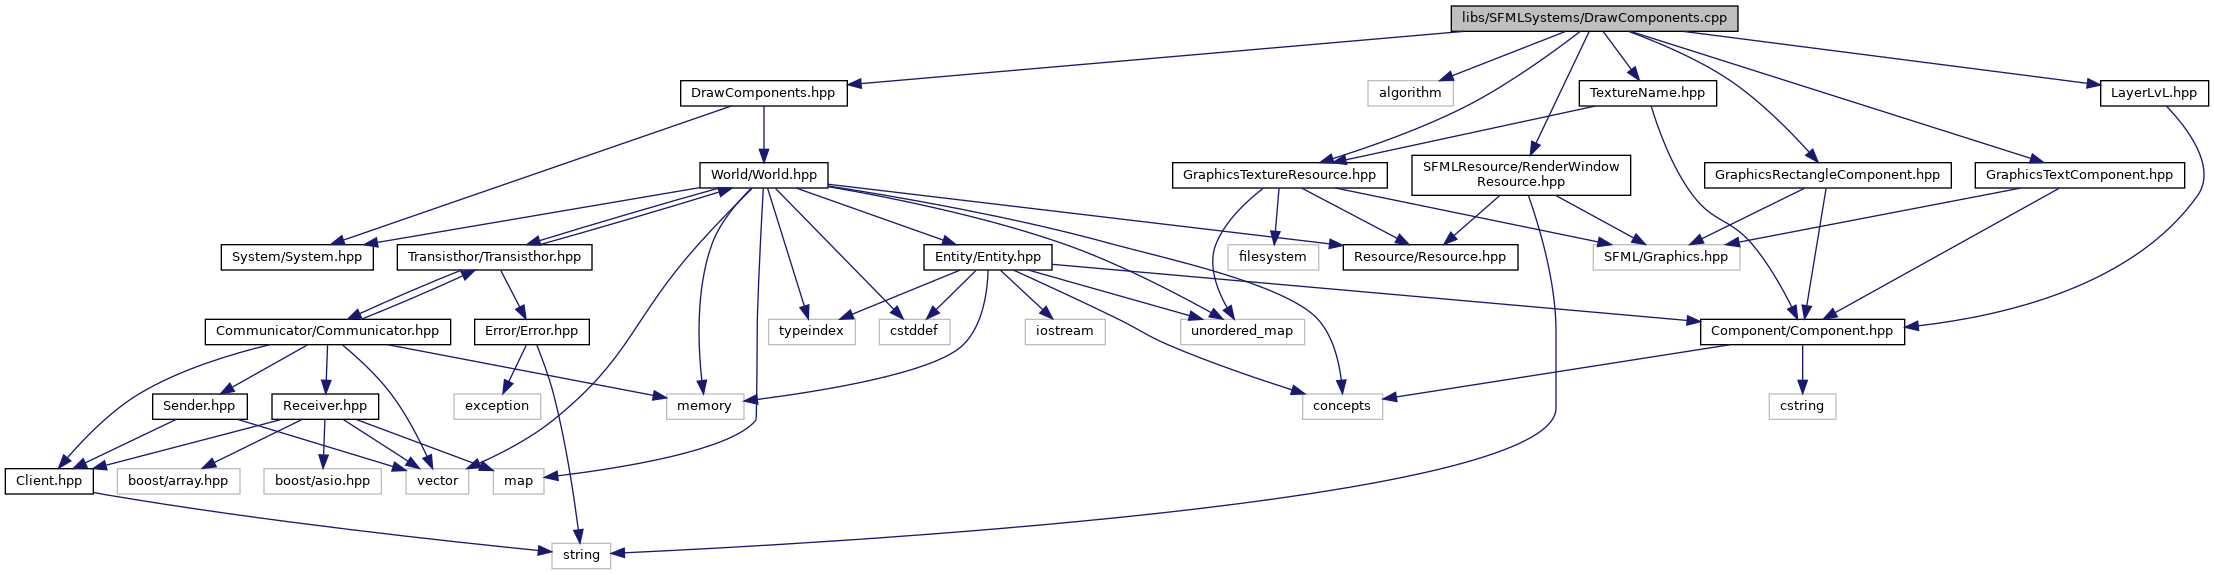 libs/SFMLSystems/DrawComponents.cpp
DrawComponents.hpp
algorithm
TextureName.hpp
LayerLvL.hpp
World/World.hpp
GraphicsTextureResource.hpp
SFMLResource/RenderWindow
Resource.hpp
GraphicsRectangleComponent.hpp
GraphicsTextComponent.hpp
System/System.hpp
Transisthor/Transisthor.hpp
Entity/Entity.hpp
filesystem
Resource/Resource.hpp
SFML/Graphics.hpp
Communicator/Communicator.hpp
Error/Error.hpp
typeindex
cstddef
iostream
unordered_map
Component/Component.hpp
Sender.hpp
Receiver.hpp
exception
memory
concepts
cstring
Client.hpp
boost/array.hpp
boost/asio.hpp
vector
map
string